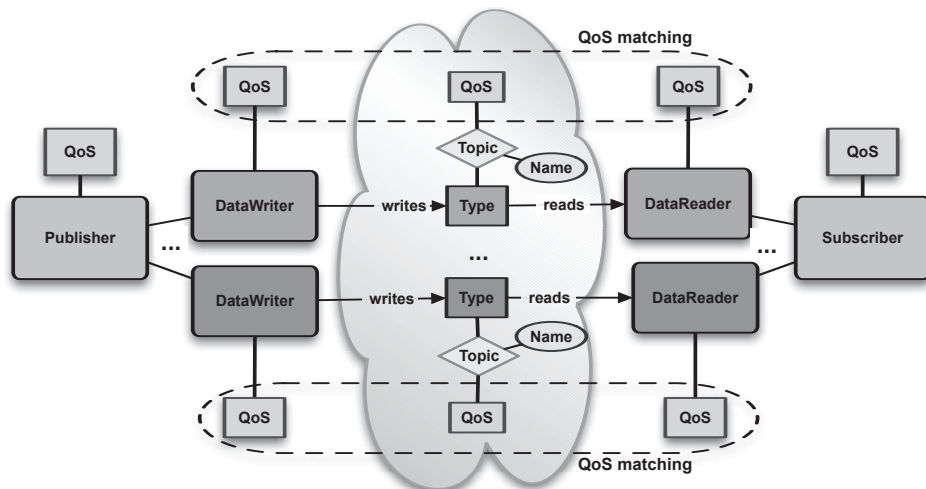 QoS matching
QoS
QoS
QoS
QoS
Topic
Name
QoS
Publisher
DataWriter
writes
Type
reads
DataReader
Subscriber
...
...
...
DataWriter
writes
Type
reads
DataReader
Topic
Name
QoS
QoS
QoS
QoS matching